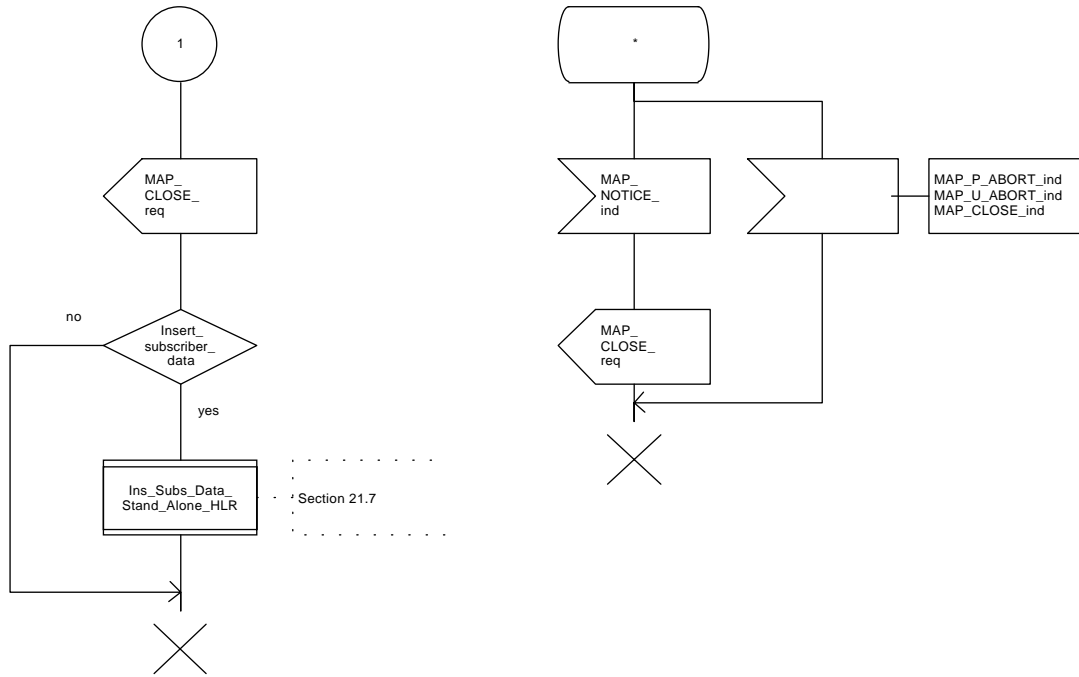 1
MAP_
CLOSE_
req
no
Insert_
subscriber_
data
yes
Ins_Subs_Data_
Stand_Alone_HLR
Section 21.7
*
MAP_
NOTICE_
ind
MAP_P_ABORT_ind
MAP_U_ABORT_ind
MAP_CLOSE_ind
MAP_
CLOSE_
req